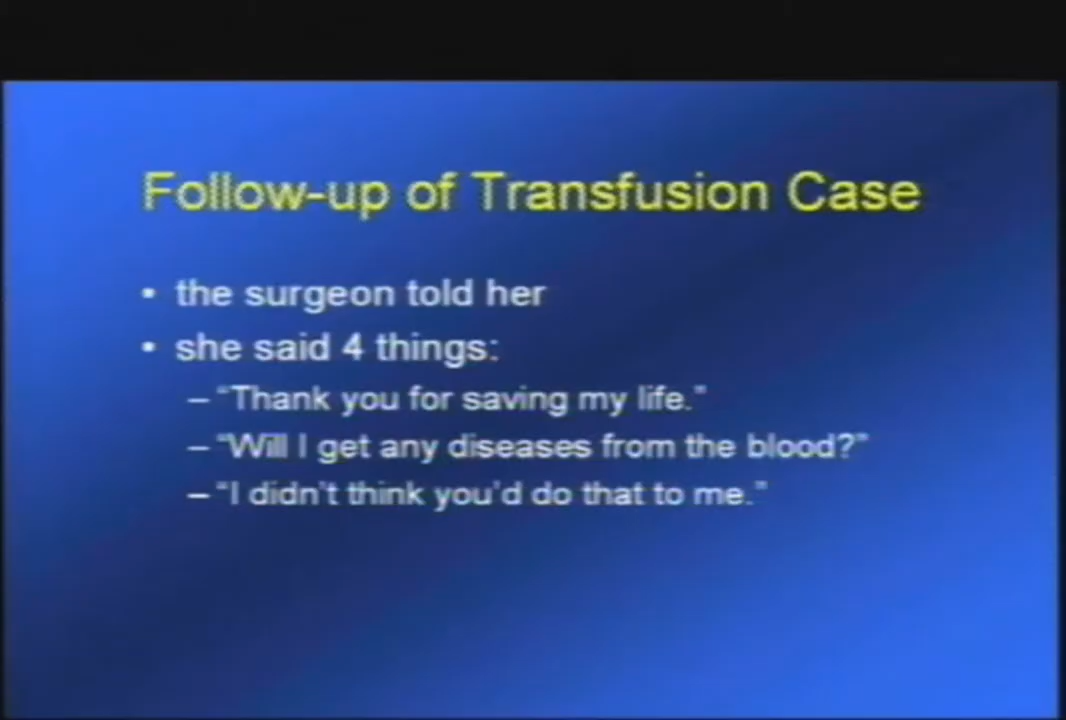 Follow-up of Transfusion Case
• the surgeon told her
• she said 4 things:
– "Thank you for saving my life."
– "Will I get any diseases from the blood?"
– "I didn't think you'd do that to me."